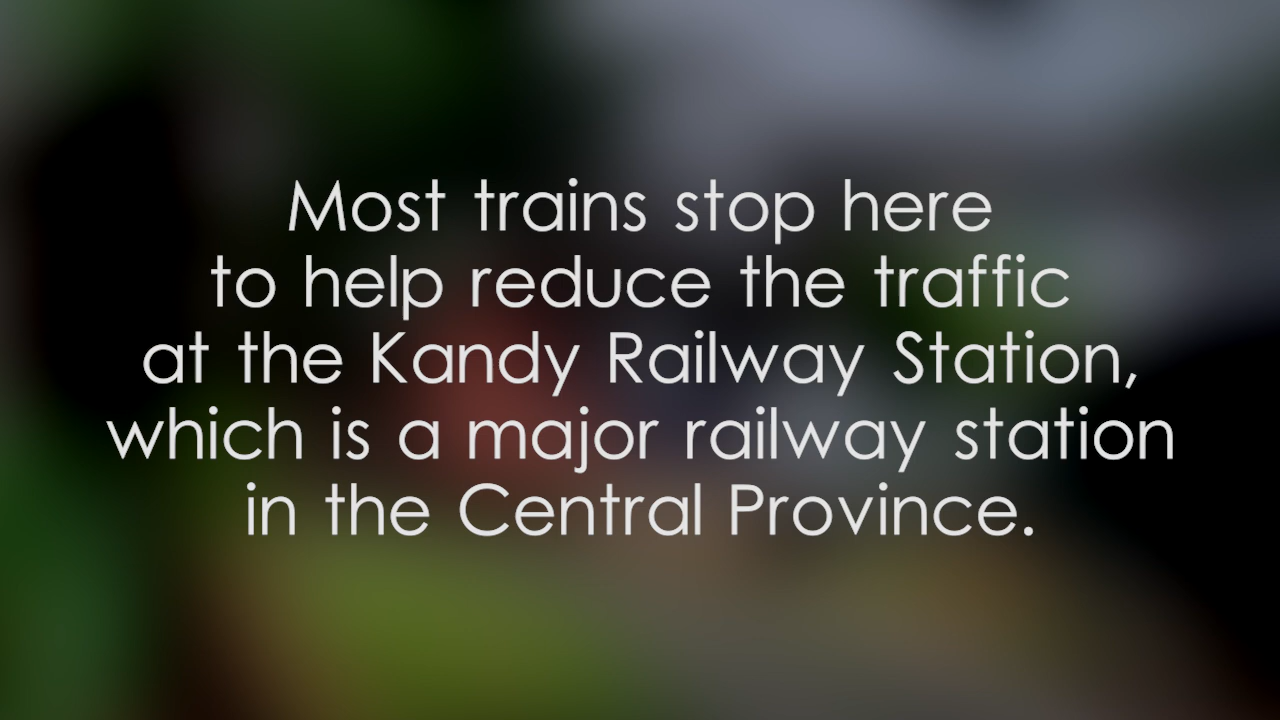 Most trains stop here
to help reduce the traffic
at the Kandy Railway Station,
which is a major railway station
in the Central Province.